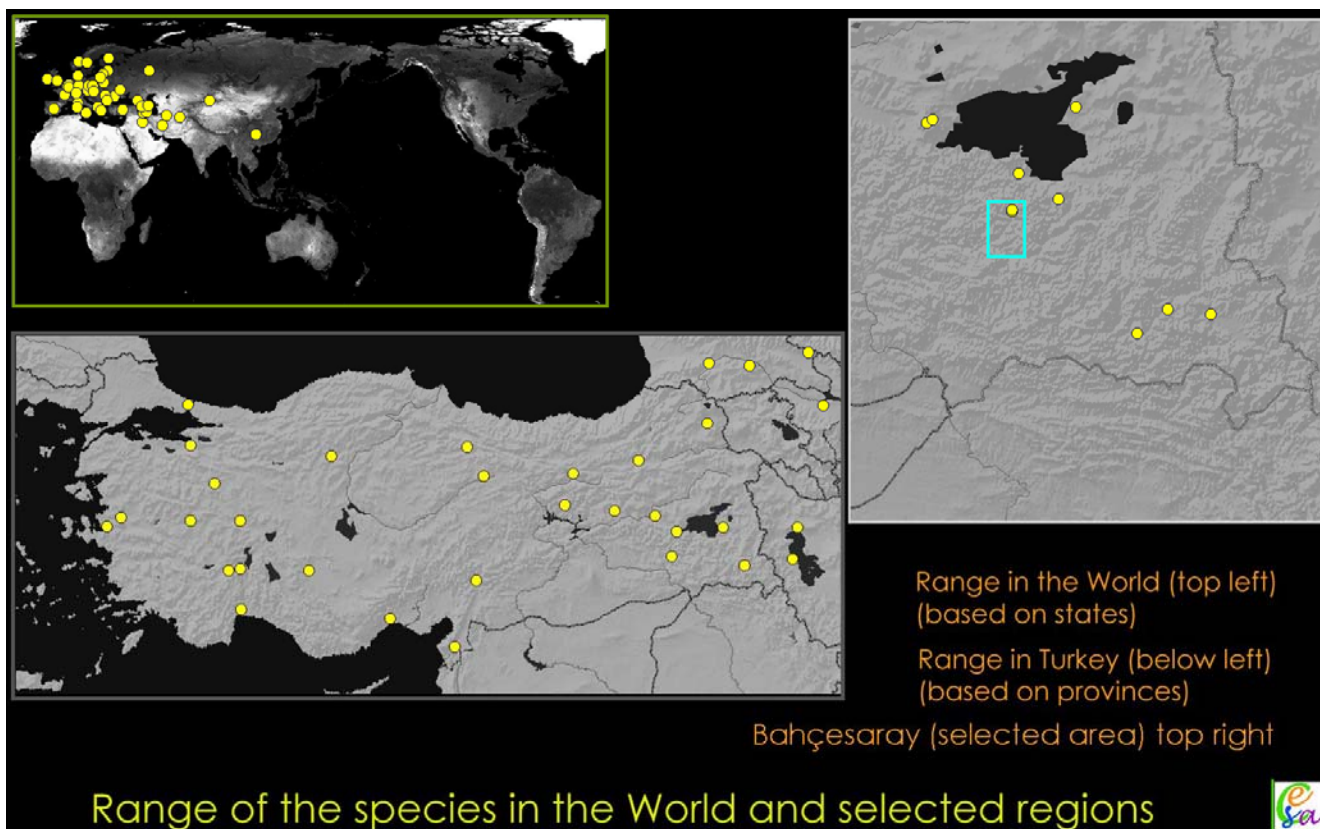 Range in the World (top left)
(based on states)
Range in Turkey (below left)
(based on provinces)
Bahçesaray (selected area) top right
Range of the species in the World and selected regions
esa